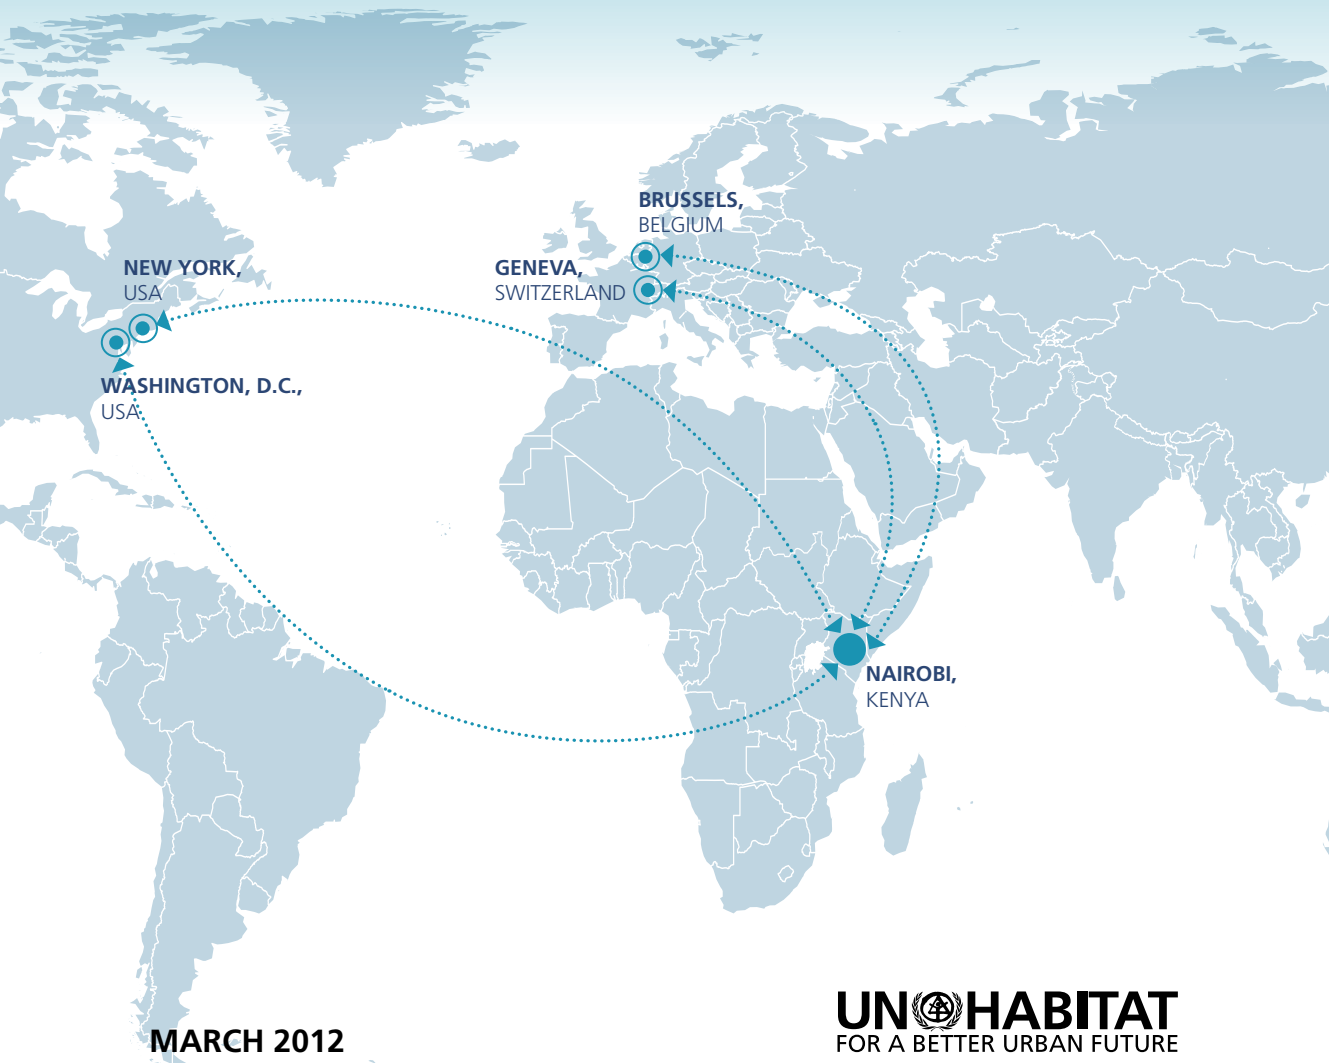 BRUSSELS,
BELGIUM
NEW YORK,
USA
GENEVA,
SWITZERLAND
WASHINGTON, D.C.,
USA
NAIROBI,
KENYA
MARCH 2012
UN HABITAT
FOR A BETTER URBAN FUTURE